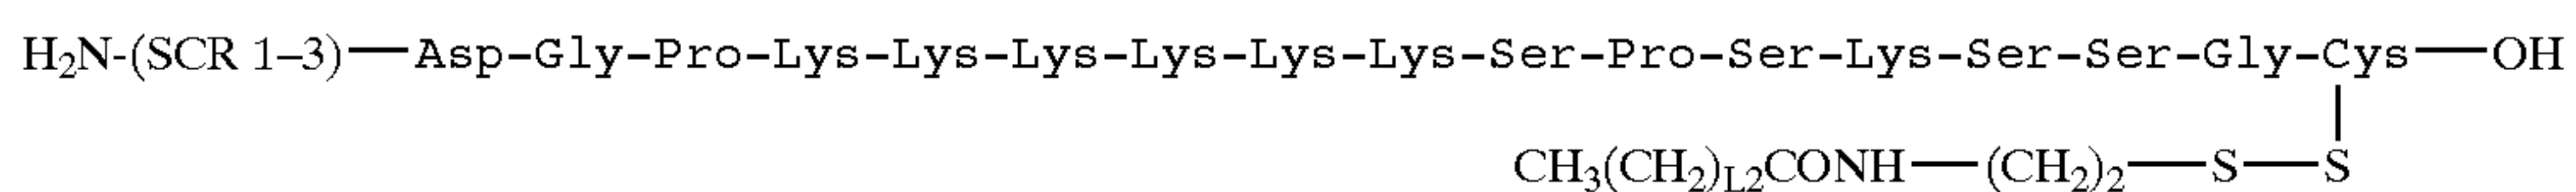 H₂N-(SCR 1–3)—Asp-Gly-Pro-Lys-Lys-Lys-Lys-Lys-Lys-Ser-Pro-Ser-Lys-Ser-Ser-Gly-Cys—OH
CH₃(CH₂)L₂CONH—(CH₂)₂—S—S